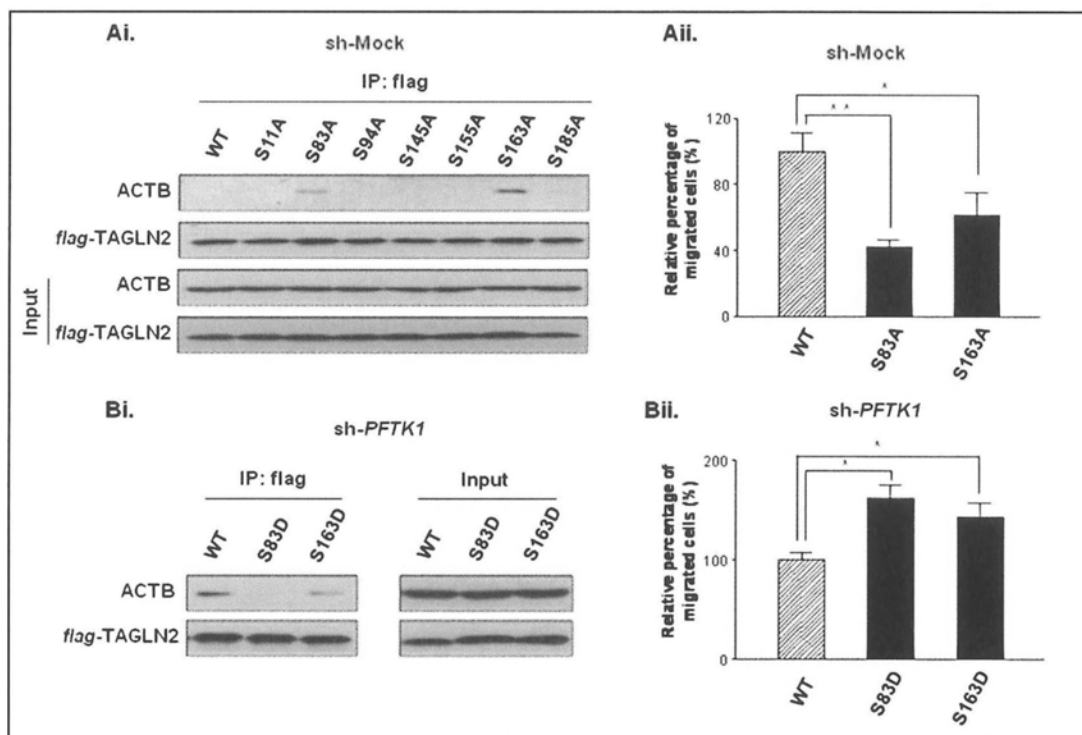 Ai.
sh-Mock
IP: flag
WT S11A S83A S94A S145A S155A S163A S185A
ACTB
flag-TAGLN2
Input
ACTB
flag-TAGLN2
Aii.
sh-Mock
Relative percentage of
migrated cells (%)
120
80
40
0
*
* *
WT S83A S163A
Bi.
sh-PFTK1
IP: flag Input
WT S83D S163D WT S83D S163D
ACTB
flag-TAGLN2
Bii.
sh-PFTK1
Relative percentage of
migrated cells (%)
200
100
0
*
*
WT S83D S163D